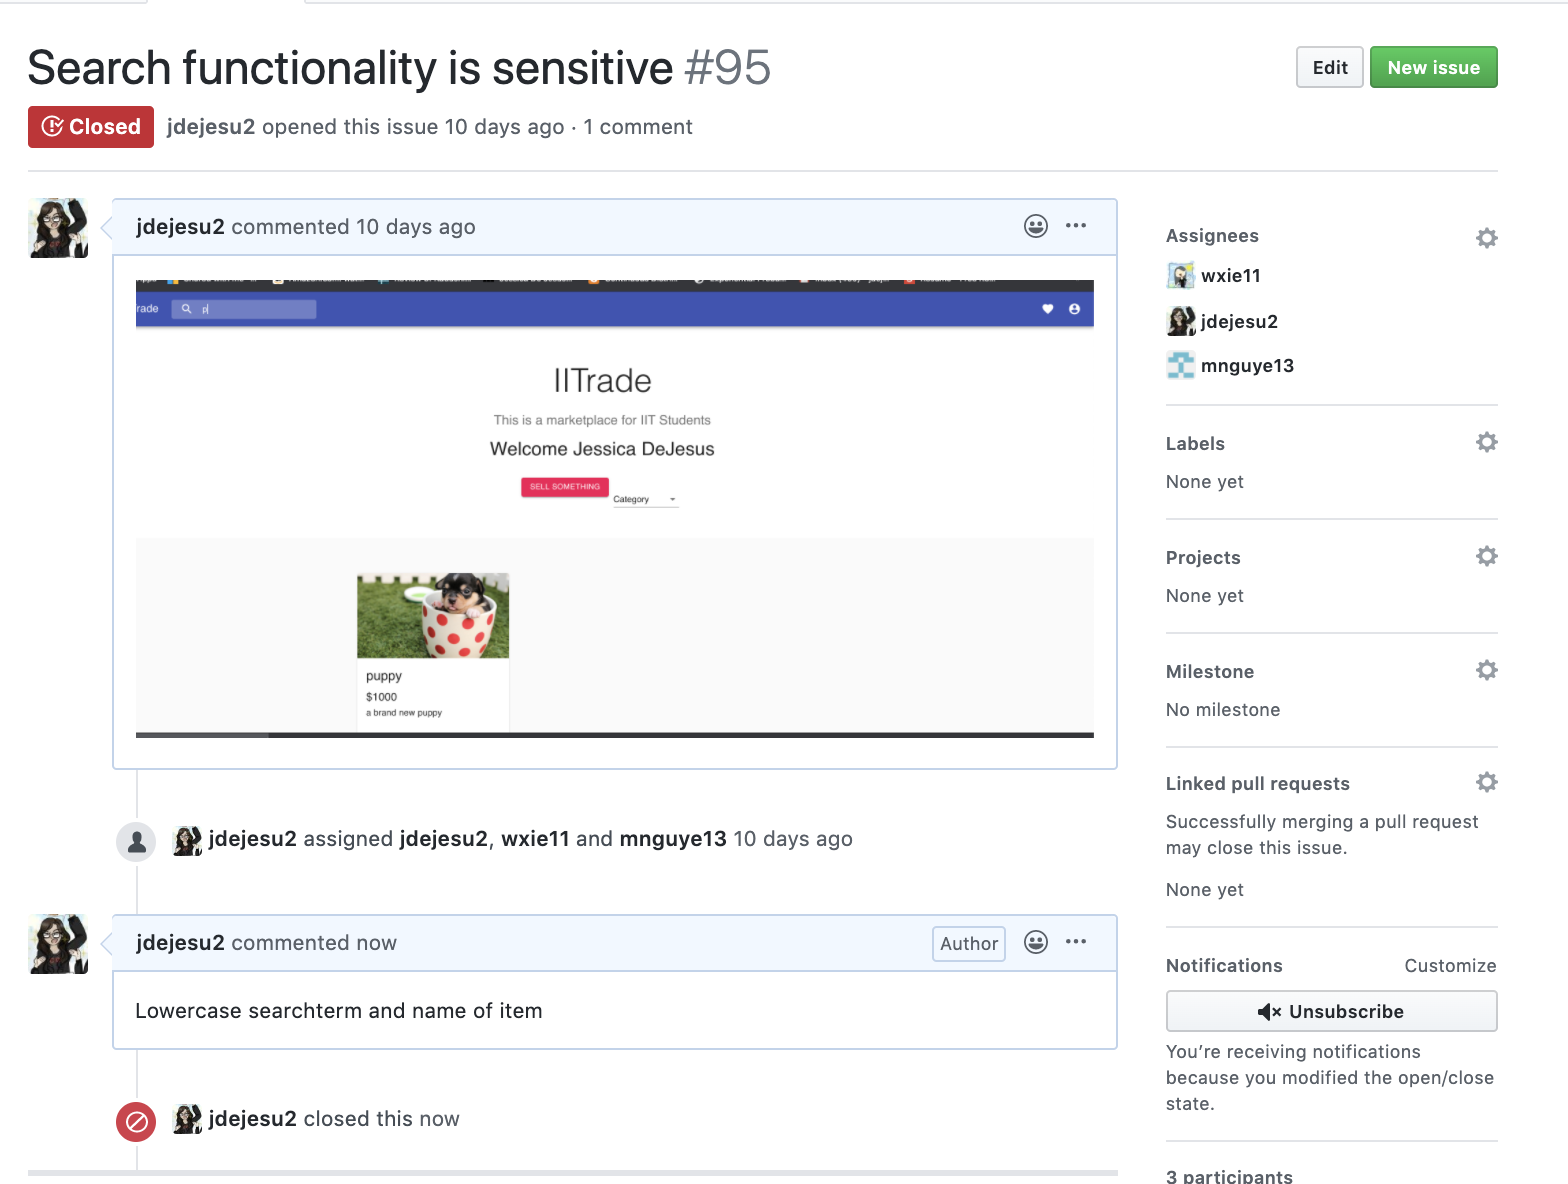 Search functionality is sensitive #95
Edit
New issue
Closed
jdejesu2 opened this issue 10 days ago · 1 comment
jdejesu2 commented 10 days ago
rade
p
IITrade
This is a marketplace for IIT Students
Welcome Jessica DeJesus
SELL SOMETHING
Category
puppy
$1000
a brand new puppy
jdejesu2 assigned jdejesu2, wxie11 and mnguye13 10 days ago
jdejesu2 commented now
Author
Lowercase searchterm and name of item
jdejesu2 closed this now
Assignees
wxie11
jdejesu2
mnguye13
Labels
None yet
Projects
None yet
Milestone
No milestone
Linked pull requests
Successfully merging a pull request
may close this issue.
None yet
Notifications
Customize
Unsubscribe
You're receiving notifications
because you modified the open/close
state.
3 participants